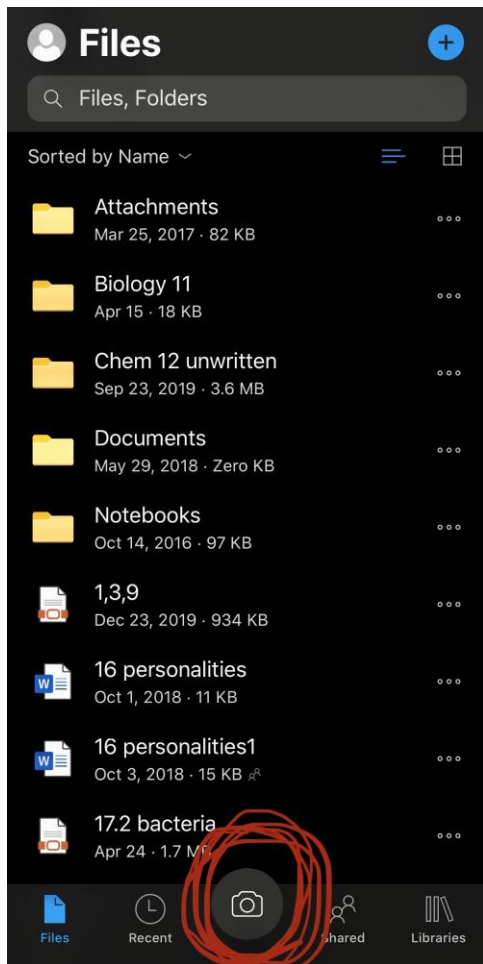 Files
Files, Folders
Sorted by Name
Attachments
Mar 25, 2017 · 82 KB
Biology 11
Apr 15 · 18 KB
Chem 12 unwritten
Sep 23, 2019 · 3.6 MB
Documents
May 29, 2018 · Zero KB
Notebooks
Oct 14, 2016 · 97 KB
1,3,9
Dec 23, 2019 · 934 KB
16 personalities
Oct 1, 2018 · 11 KB
W
16 personalities1
Oct 3, 2018 · 15 KB
W
17.2 bacteria
Apr 24 · 1.7 MB
Files
Recent
Shared
Libraries